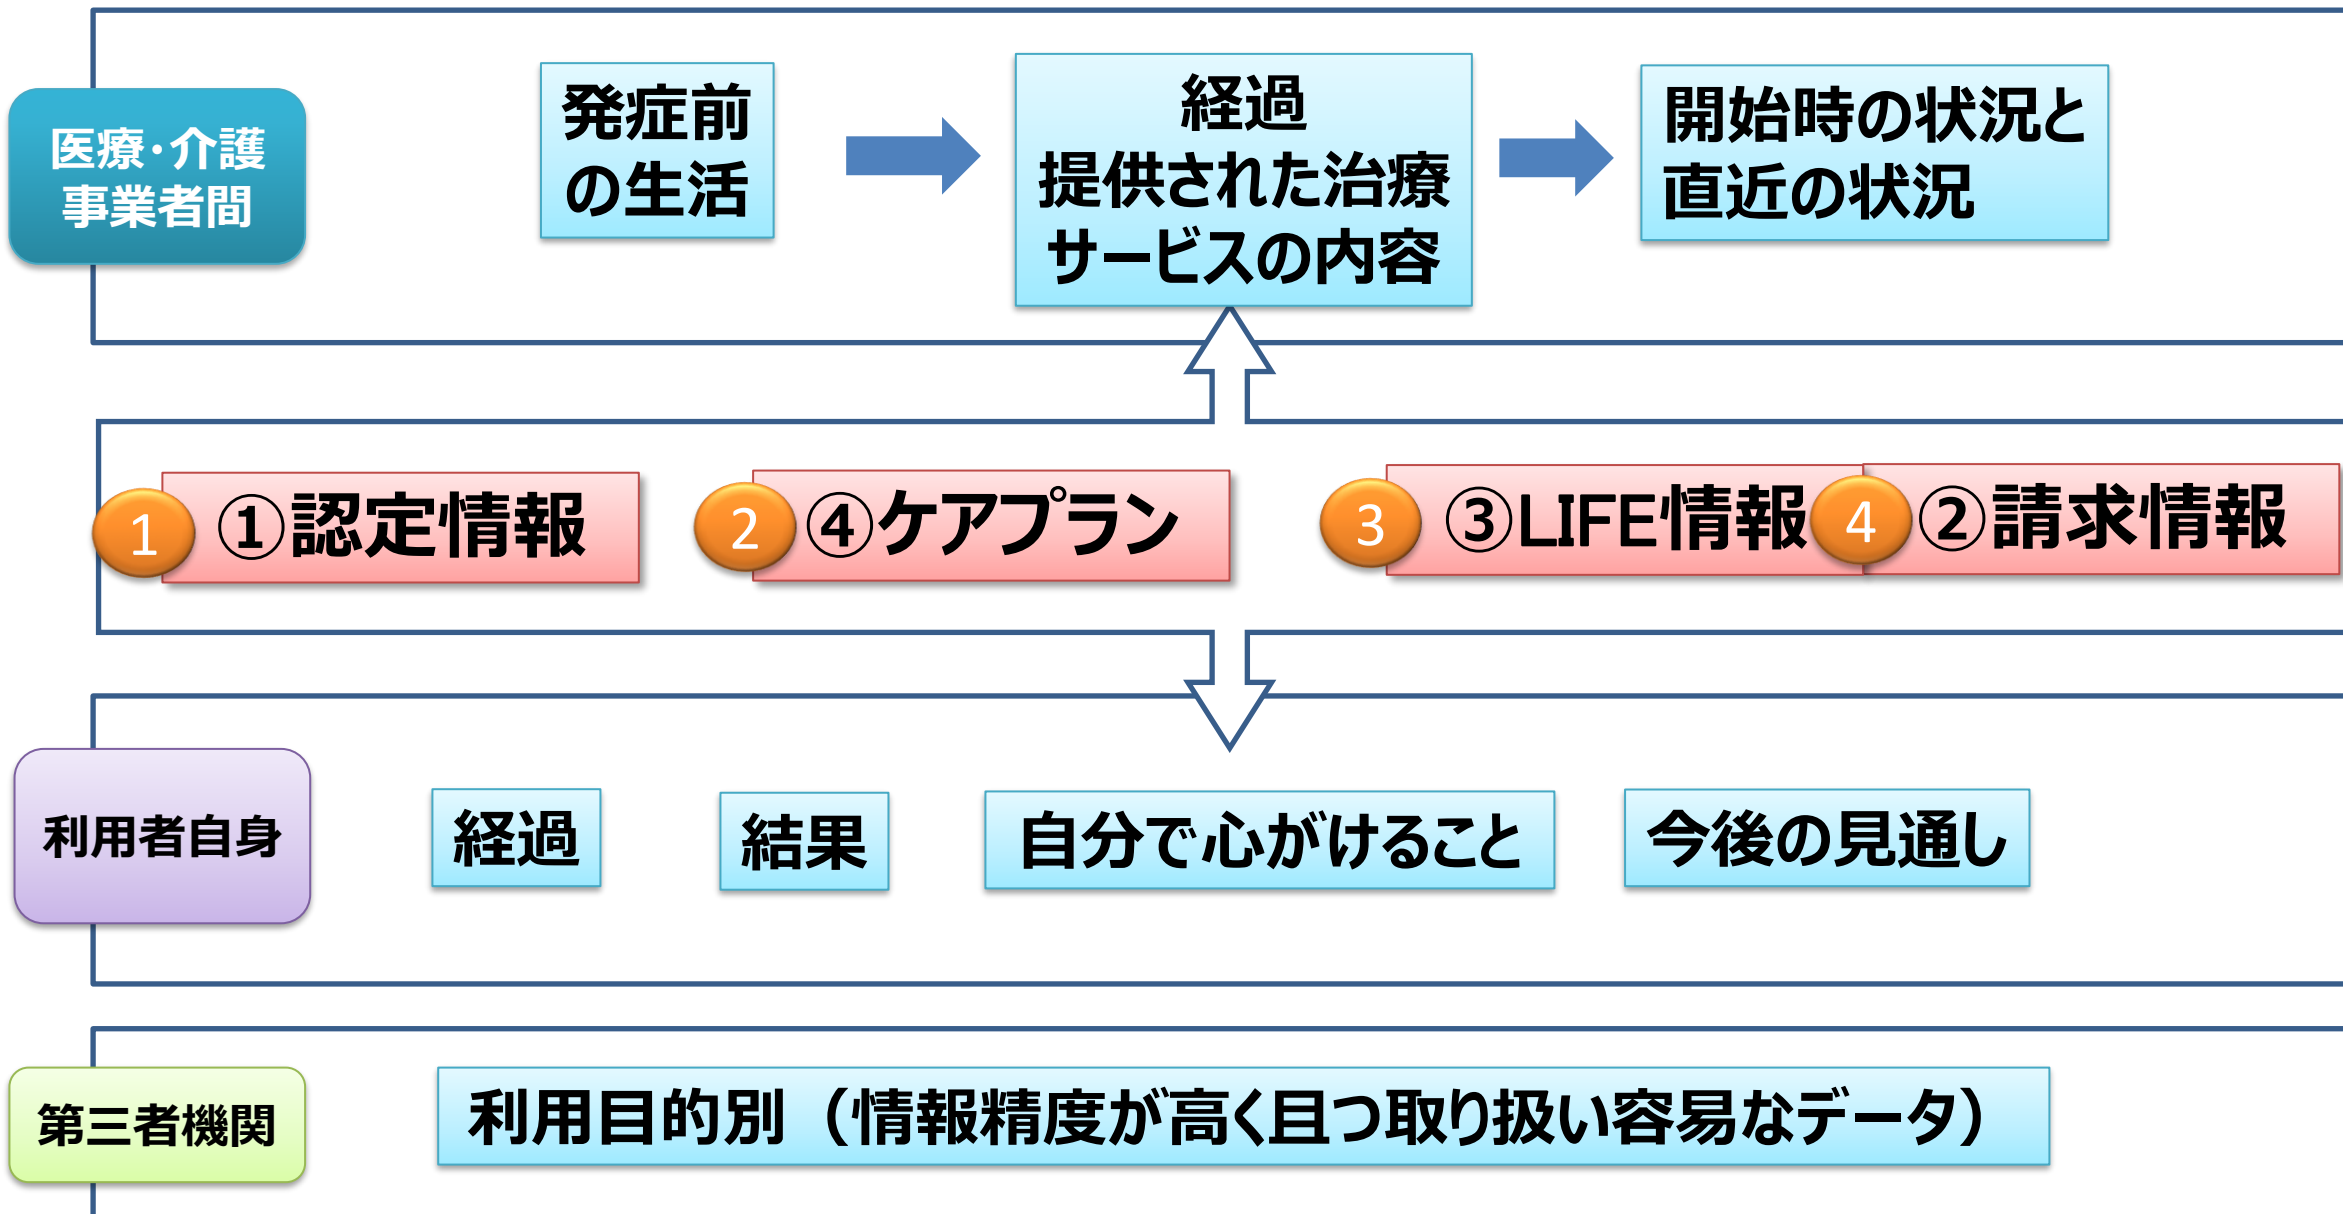 医療・介護
事業者間
発症前
の生活
経過
提供された治療
サービスの内容
開始時の状況と
直近の状況
1 ①認定情報
2 ④ケアプラン
3 ③LIFE情報
4 ②請求情報
利用者自身
経過
結果
自分で心がけること
今後の見通し
第三者機関
利用目的別（情報精度が高く且つ取り扱い容易なデータ）